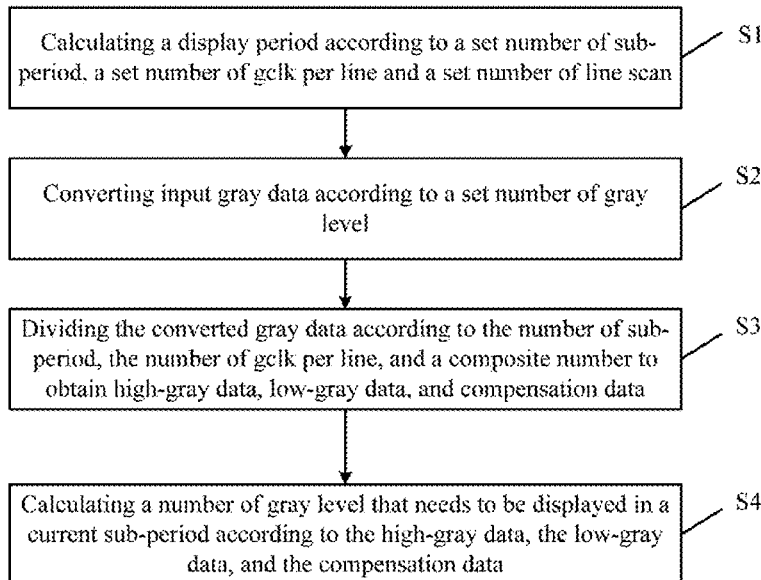 Calculating a display period according to a set number of sub-
period, a set number of gclk per line and a set number of line scan
S1
Converting input gray data according to a set number of gray
level
S2
Dividing the converted gray data according to the number of sub-
period, the number of gclk per line, and a composite number to
obtain high-gray data, low-gray data, and compensation data
S3
Calculating a number of gray level that needs to be displayed in a
current sub-period according to the high-gray data, the low-gray
data, and the compensation data
S4